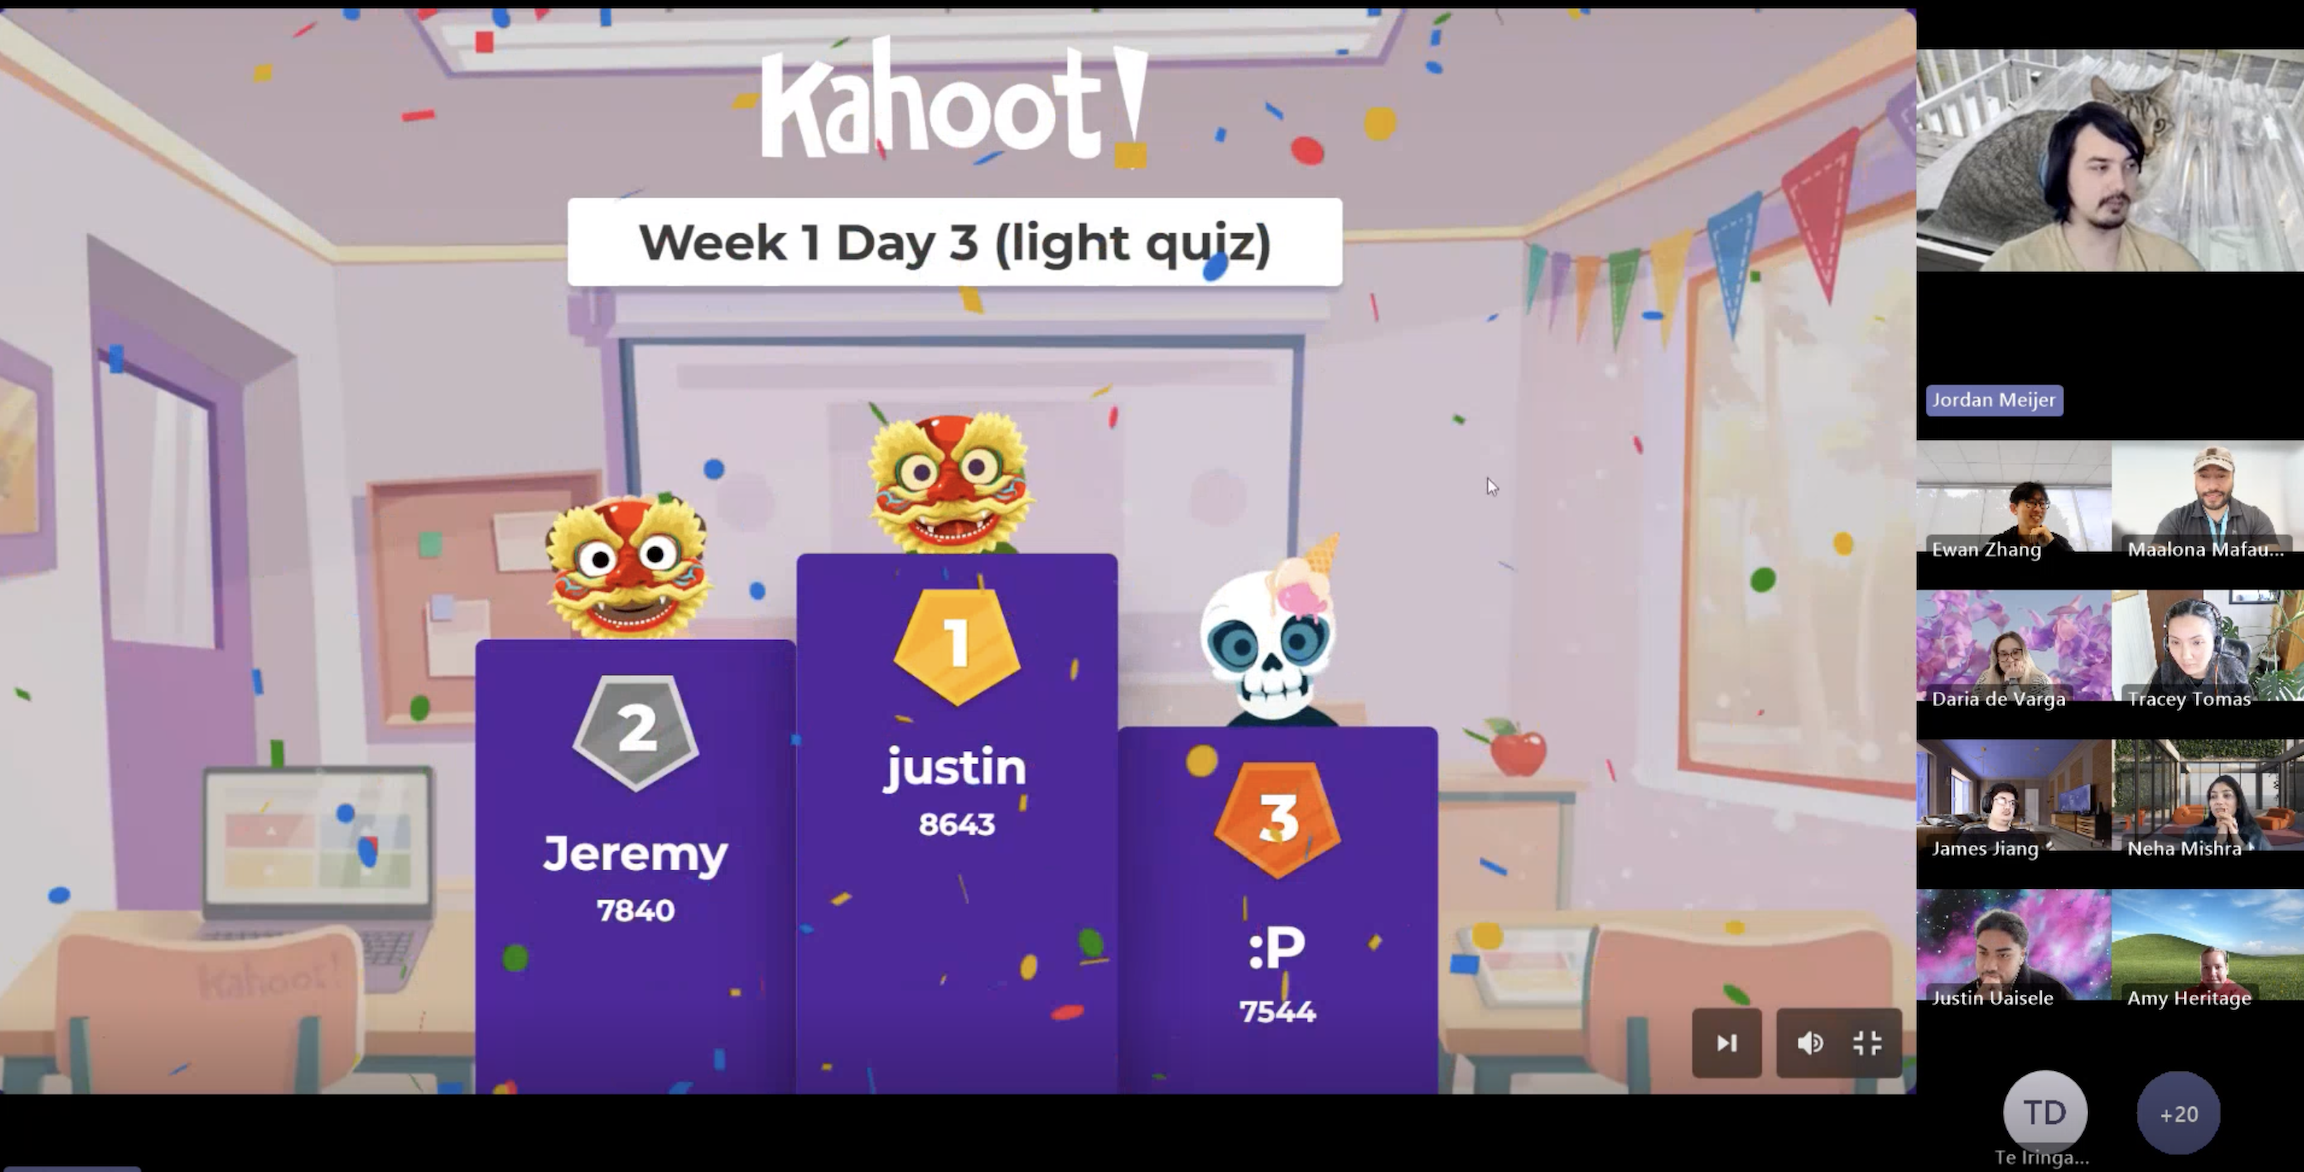 Kahoot!
Week 1 Day 3 (light quiz)
1
justin
8643
2
Jeremy
7840
3
:P
7544
Kahoot!
Jordan Meijer
Ewan Zhang
Maalona Mafau...
Daria de Varga
Tracey Tomas
James Jiang
Neha Mishra
Justin Uaisele
Amy Heritage
TD
+20
Te Iringa...